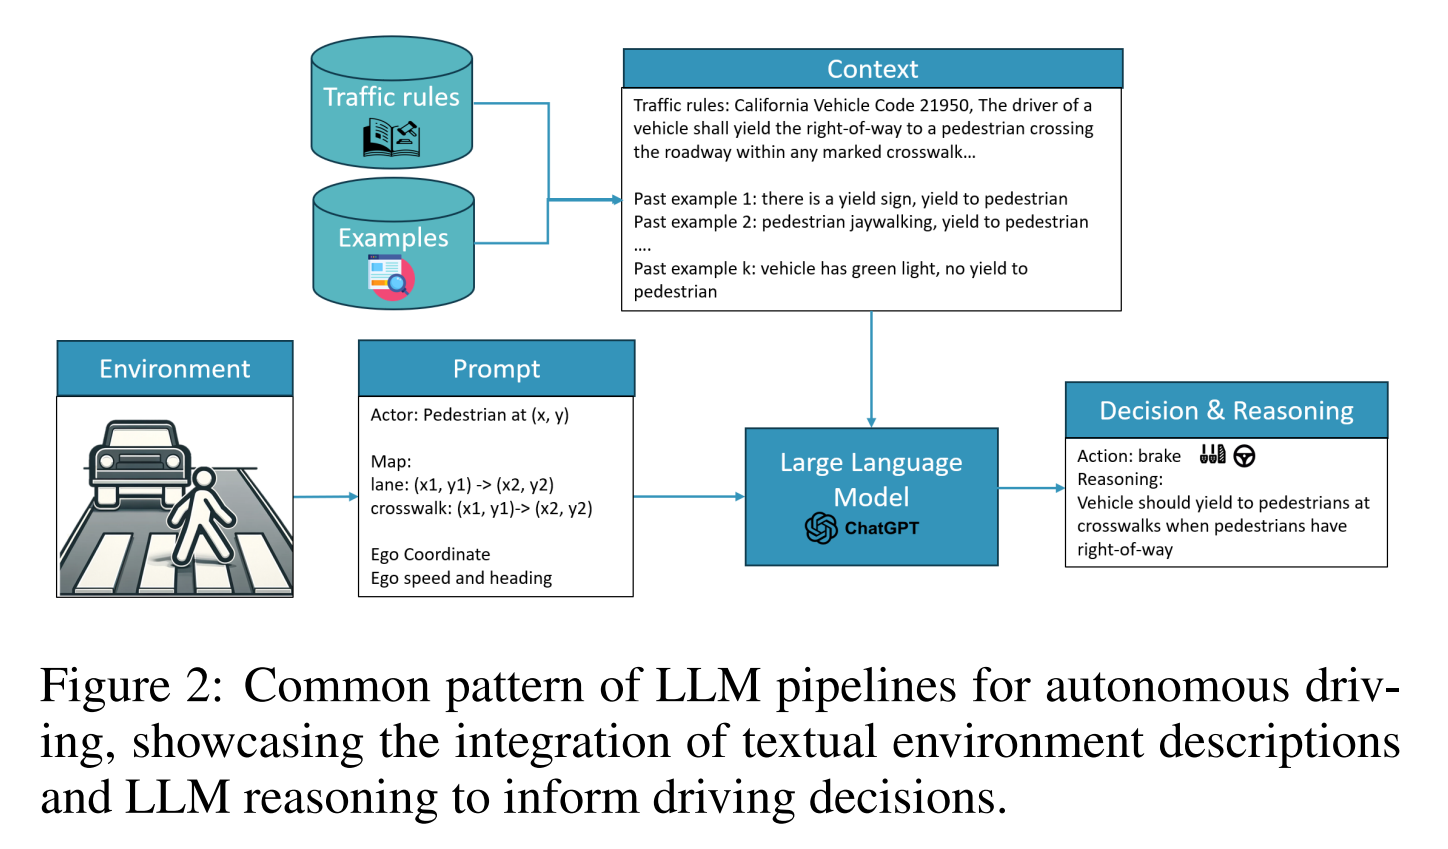 Traffic rules
Examples
Context
Traffic rules: California Vehicle Code 21950, The driver of a
vehicle shall yield the right-of-way to a pedestrian crossing
the roadway within any marked crosswalk...
Past example 1: there is a yield sign, yield to pedestrian
Past example 2: pedestrian jaywalking, yield to pedestrian
....
Past example k: vehicle has green light, no yield to
pedestrian
Environment
Prompt
Actor: Pedestrian at (x, y)
Map:
lane: (x1, y1) -> (x2, y2)
crosswalk: (x1, y1)-> (x2, y2)
Ego Coordinate
Ego speed and heading
Large Language
Model
ChatGPT
Decision & Reasoning
Action: brake
Reasoning:
Vehicle should yield to pedestrians at
crosswalks when pedestrians have
right-of-way
Figure 2: Common pattern of LLM pipelines for autonomous driv-
ing, showcasing the integration of textual environment descriptions
and LLM reasoning to inform driving decisions.